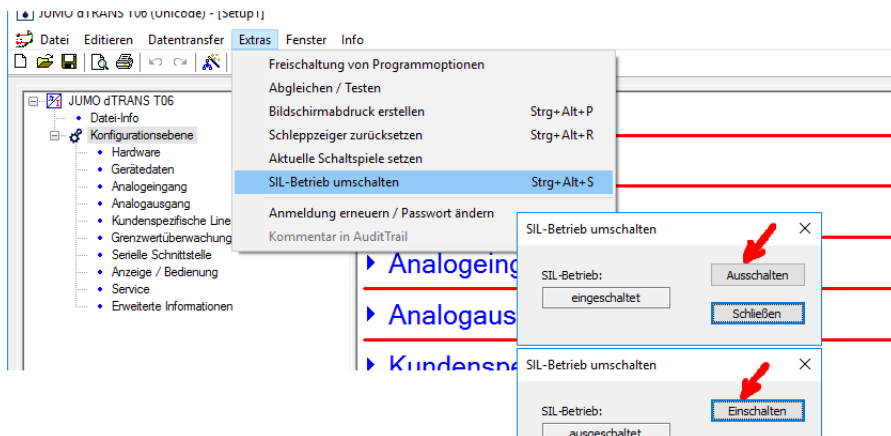 JUMO dTRANS T06 (Unicode) - [Setup1]
Datei Editieren Datentransfer Extras Fenster Info
Freischaltung von Programmoptionen
Abgleichen / Testen
Bildschirmabdruck erstellen Strg+Alt+P
Schleppzeiger zurücksetzen Strg+Alt+R
Aktuelle Schaltspiele setzen
SIL-Betrieb umschalten Strg+Alt+S
Anmeldung erneuern / Passwort ändern
Kommentar in AuditTrail
JUMO dTRANS T06
Datei-Info
Konfigurationsebene
Hardware
Gerätedaten
Analogeingang
Analogausgang
Kundenspezifische Line
Grenzwertüberwachung
Serielle Schnittstelle
Anzeige / Bedienung
Service
Erweiterte Informationen
Analogeing
Analogaus
Kundenspe
SIL-Betrieb umschalten
SIL-Betrieb:
eingeschaltet
Ausschalten
Schließen
SIL-Betrieb umschalten
SIL-Betrieb:
ausgeschaltet
Einschalten